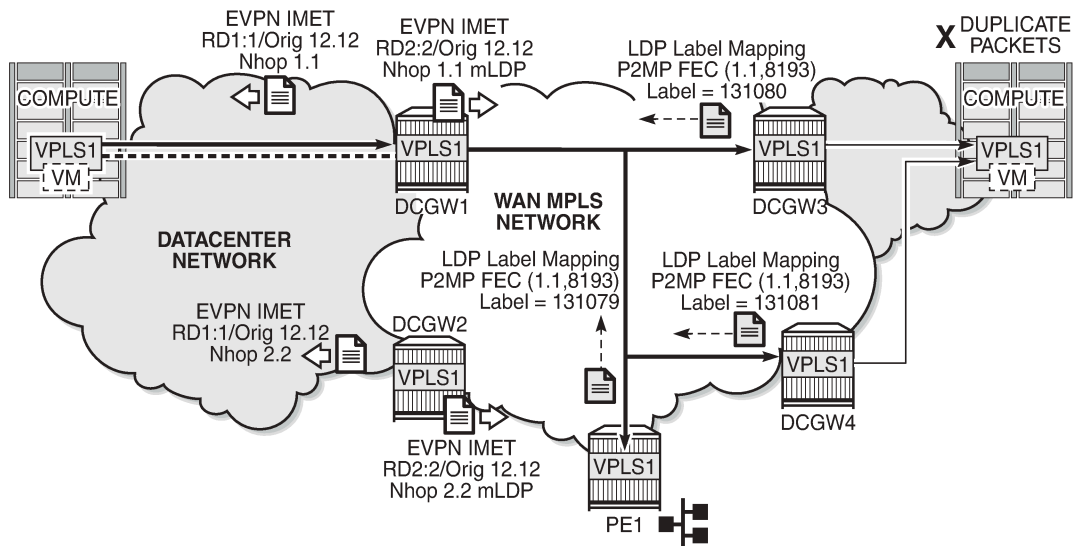 EVPN IMET
RD1:1/Orig 12.12
Nhop 1.1
EVPN IMET
RD2:2/Orig 12.12
Nhop 1.1 mLDP
LDP Label Mapping
P2MP FEC (1.1,8193)
Label = 131080
X DUPLICATE
PACKETS
COMPUTE
VPLS1
VM
VPLS1
DCGW1
VPLS1
DCGW3
COMPUTE
VPLS1
VM
DATACENTER
NETWORK
WAN MPLS
NETWORK
LDP Label Mapping
P2MP FEC (1.1,8193)
Label = 131079
LDP Label Mapping
P2MP FEC (1.1,8193)
Label = 131081
EVPN IMET
RD1:1/Orig 12.12
Nhop 2.2
DCGW2
VPLS1
VPLS1
DCGW4
EVPN IMET
RD2:2/Orig 12.12
Nhop 2.2 mLDP
VPLS1
PE1